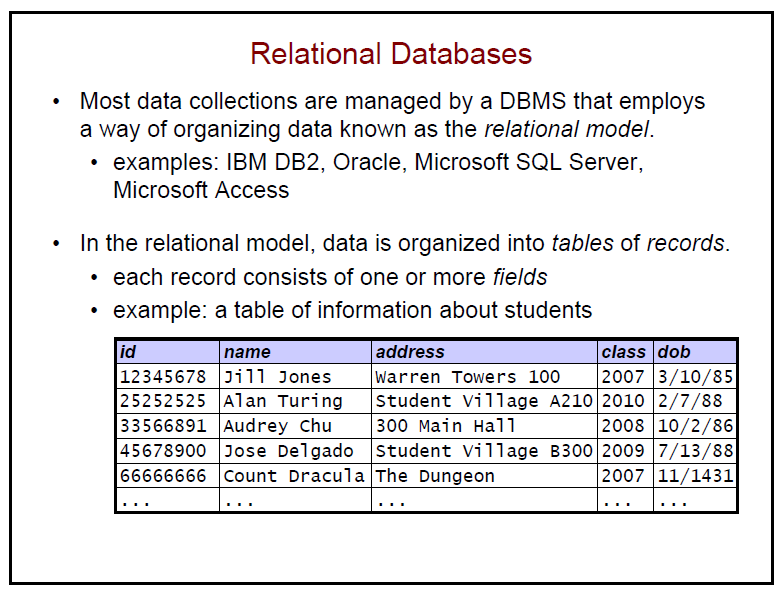 Relational Databases
• Most data collections are managed by a DBMS that employs
a way of organizing data known as the relational model.
• examples: IBM DB2, Oracle, Microsoft SQL Server,
Microsoft Access
• In the relational model, data is organized into tables of records.
• each record consists of one or more fields
• example: a table of information about students
id name address class dob
12345678 Jill Jones Warren Towers 100 2007 3/10/85
25252525 Alan Turing Student Village A210 2010 2/7/88
33566891 Audrey Chu 300 Main Hall 2008 10/2/86
45678900 Jose Delgado Student Village B300 2009 7/13/88
66666666 Count Dracula The Dungeon 2007 11/1431
... ... ... ... ...